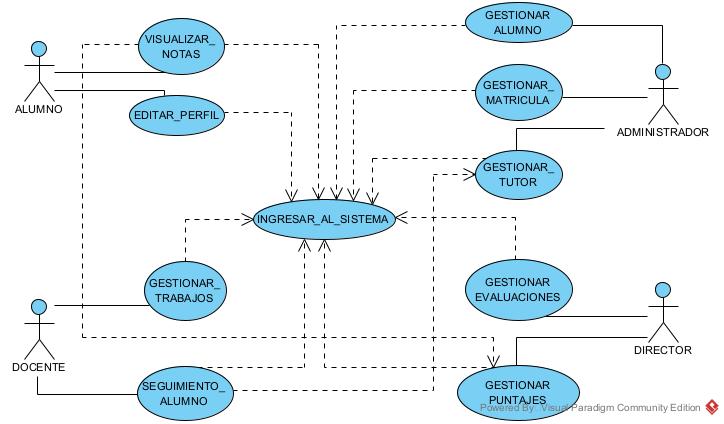 GESTIONAR
ALUMNO
VISUALIZAR_
NOTAS
ALUMNO
EDITAR_PERFIL
GESTIONAR_
MATRICULA
ADMINISTRADOR
GESTIONAR_
TUTOR
INGRESAR_AL_SISTEMA
GESTIONAR_
TRABAJOS
GESTIONAR
EVALUACIONES
DOCENTE
DIRECTOR
SEGUIMIENTO_
ALUMNO
GESTIONAR
PUNTAJES
Powered By: Visual Paradigm Community Edition